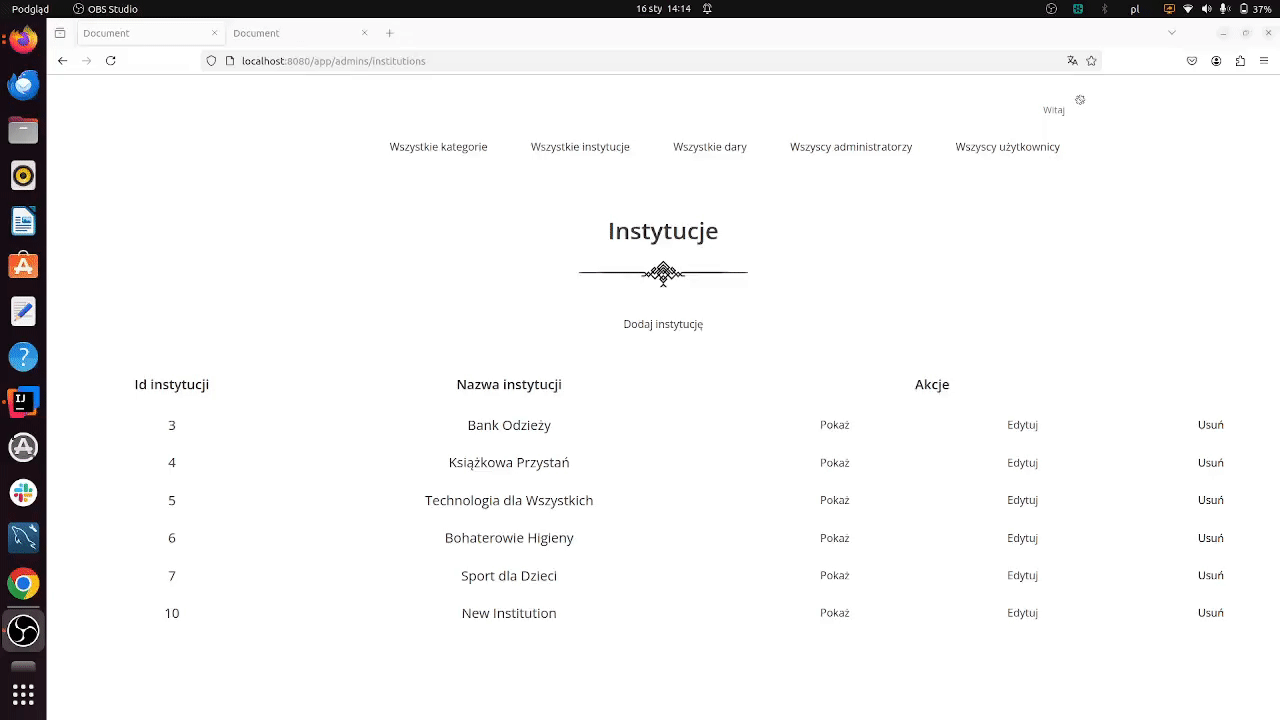 Podgląd OBS Studio 16 sty 14:14 pl 37%
Document Document
localhost:8080/app/admins/institutions
Witaj
Wszystkie kategorie Wszystkie instytucje Wszystkie dary Wszyscy administratorzy Wszyscy użytkownicy
Instytucje
Dodaj instytucję
Id instytucji Nazwa instytucji Akcje
3 Bank Odzieży Pokaż Edytuj Usuń
4 Książkowa Przystań Pokaż Edytuj Usuń
5 Technologia dla Wszystkich Pokaż Edytuj Usuń
6 Bohaterowie Higieny Pokaż Edytuj Usuń
7 Sport dla Dzieci Pokaż Edytuj Usuń
10 New Institution Pokaż Edytuj Usuń